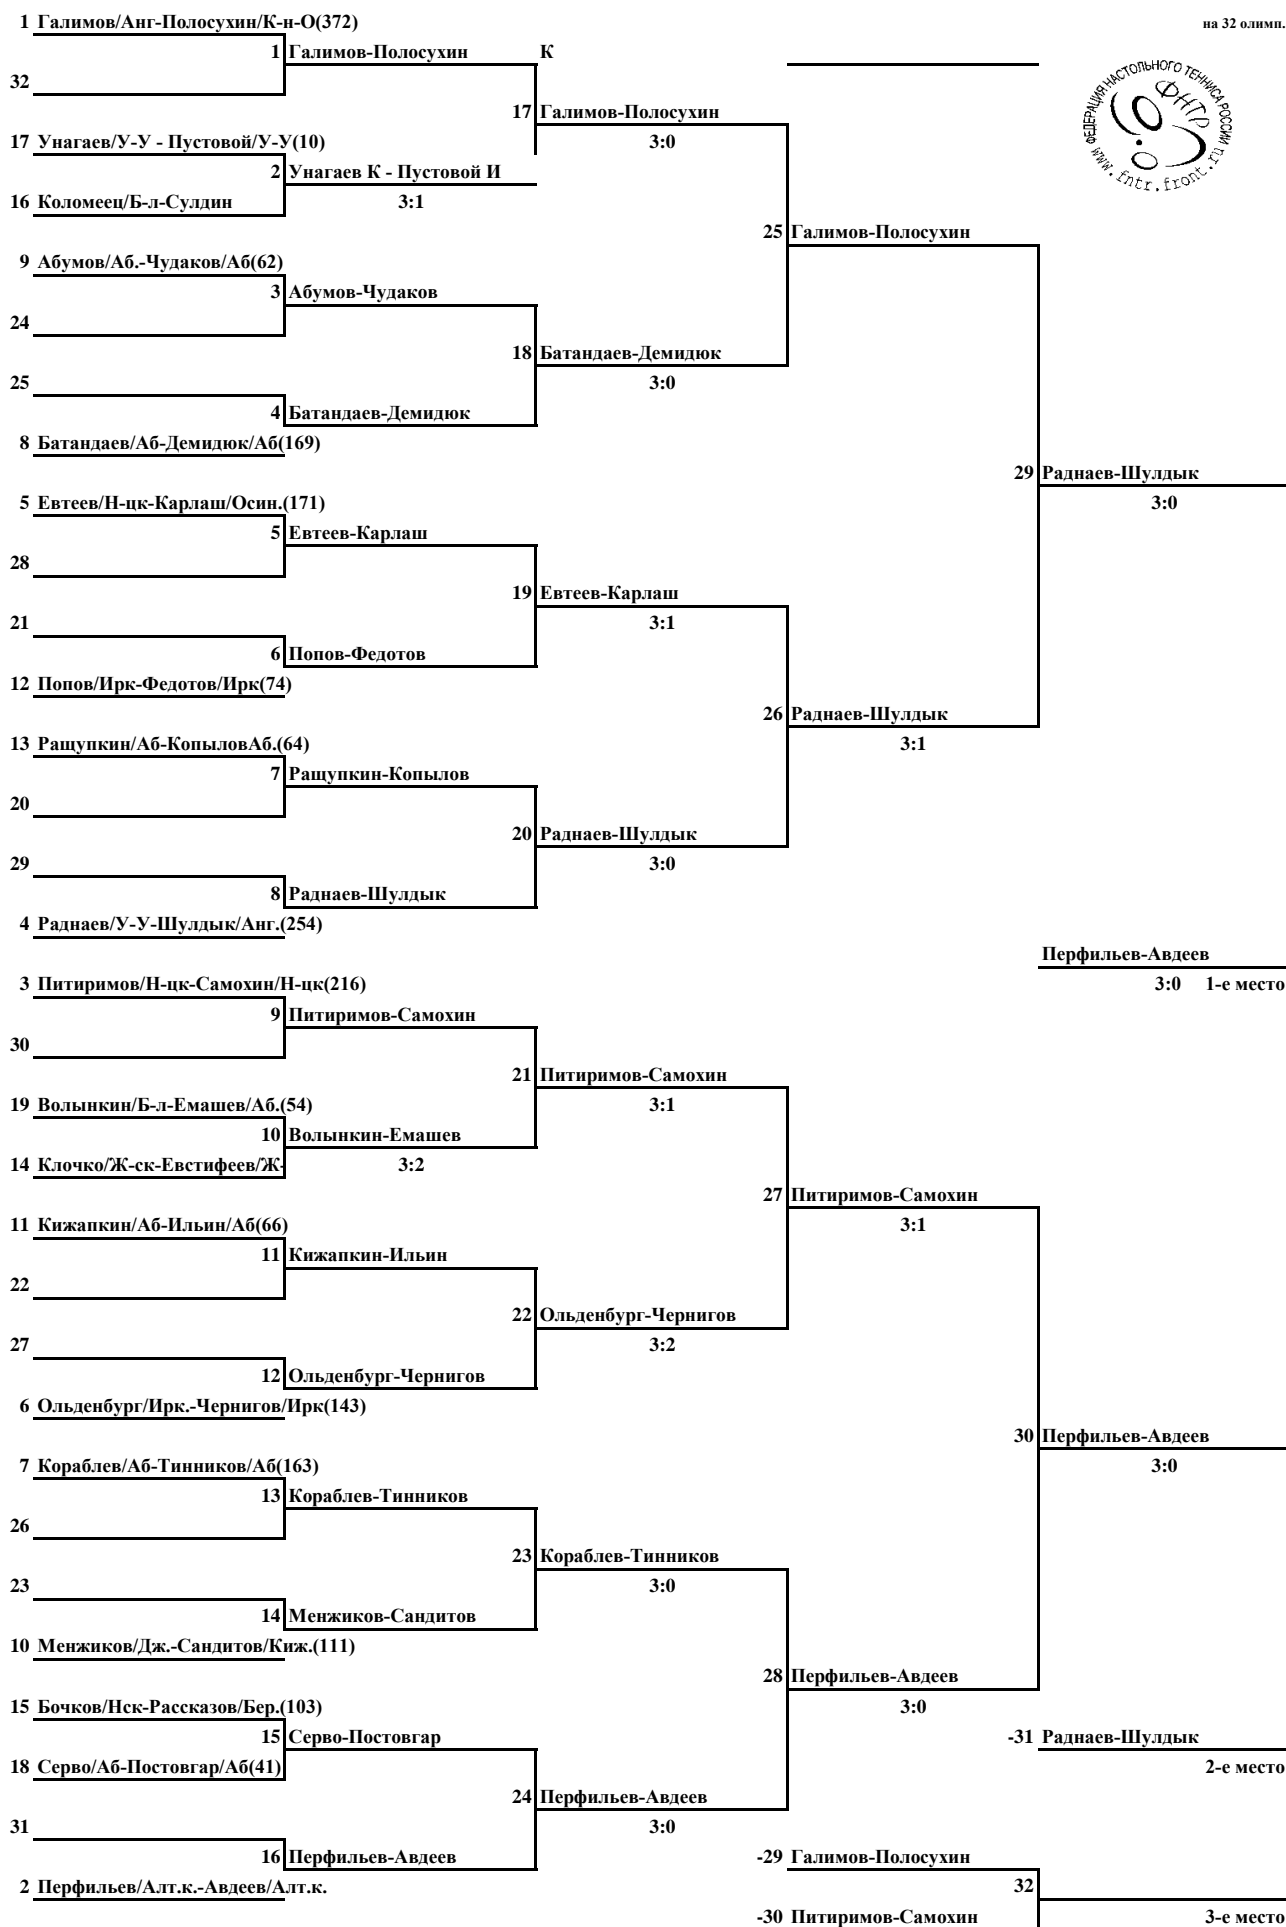 1 Галимов/Анг-Полосухин/К-н-О(372)
на 32 олимп.
1 Галимов-Полосухин К
32
ФЕДЕРАЦИЯ НАСТОЛЬНОГО ТЕННИСА РОССИИ
ФНТР
www.fntr.front.ru
17 Галимов-Полосухин
17 Унагаев/У-У - Пустовой/У-У(10)
3:0
2 Унагаев К - Пустовой И
16 Коломеец/Б-л-Сулдин
3:1
25 Галимов-Полосухин
9 Абумов/Аб.-Чудаков/Аб(62)
3 Абумов-Чудаков
24
18 Батандаев-Демидюк
25
3:0
4 Батандаев-Демидюк
8 Батандаев/Аб-Демидюк/Аб(169)
29 Раднаев-Шулдык
5 Евтеев/Н-цк-Карлаш/Осин.(171)
3:0
5 Евтеев-Карлаш
28
19 Евтеев-Карлаш
21
3:1
6 Попов-Федотов
12 Попов/Ирк-Федотов/Ирк(74)
26 Раднаев-Шулдык
13 Ращупкин/Аб-КопыловАб.(64)
3:1
7 Ращупкин-Копылов
20
20 Раднаев-Шулдык
29
3:0
8 Раднаев-Шулдык
4 Раднаев/У-У-Шулдык/Анг.(254)
Перфильев-Авдеев
3 Питиримов/Н-цк-Самохин/Н-цк(216)
3:0 1-е место
9 Питиримов-Самохин
30
21 Питиримов-Самохин
19 Волынкин/Б-л-Емашев/Аб.(54)
3:1
10 Волынкин-Емашев
14 Клочко/Ж-ск-Евстифеев/Ж-
3:2
27 Питиримов-Самохин
11 Кижапкин/Аб-Ильин/Аб(66)
3:1
11 Кижапкин-Ильин
22
22 Ольденбург-Чернигов
27
3:2
12 Ольденбург-Чернигов
6 Ольденбург/Ирк.-Чернигов/Ирк(143)
30 Перфильев-Авдеев
7 Кораблев/Аб-Тинников/Аб(163)
3:0
13 Кораблев-Тинников
26
23 Кораблев-Тинников
23
3:0
14 Менжиков-Сандитов
10 Менжиков/Дж.-Сандитов/Киж.(111)
28 Перфильев-Авдеев
15 Бочков/Нск-Рассказов/Бер.(103)
3:0
15 Серво-Постовгар
-31 Раднаев-Шулдык
18 Серво/Аб-Постовгар/Аб(41)
2-е место
24 Перфильев-Авдеев
31
3:0
16 Перфильев-Авдеев
-29 Галимов-Полосухин
2 Перфильев/Алт.к.-Авдеев/Алт.к.
32
-30 Питиримов-Самохин
3-е место